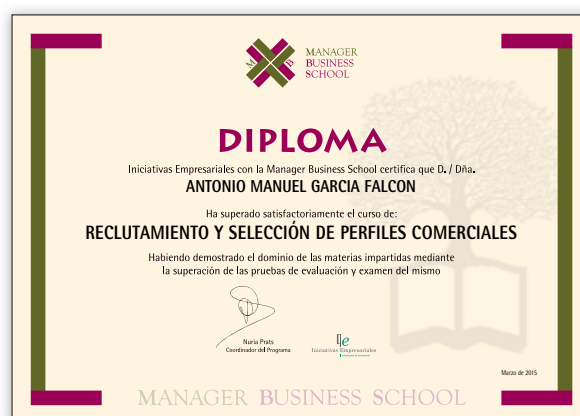 M B
MANAGER
BUSINESS
SCHOOL
DIPLOMA
Iniciativas Empresariales con la Manager Business School certifica que D. / Dña.
ANTONIO MANUEL GARCIA FALCON
Ha superado satisfactoriamente el curso de:
RECLUTAMIENTO Y SELECCIÓN DE PERFILES COMERCIALES
Habiendo demostrado el dominio de las materias impartidas mediante
la superación de las pruebas de evaluación y examen del mismo
Nuria Prats
Coordinador del Programa
Iniciativas Empresariales
Marzo de 2015
MANAGER BUSINESS SCHOOL